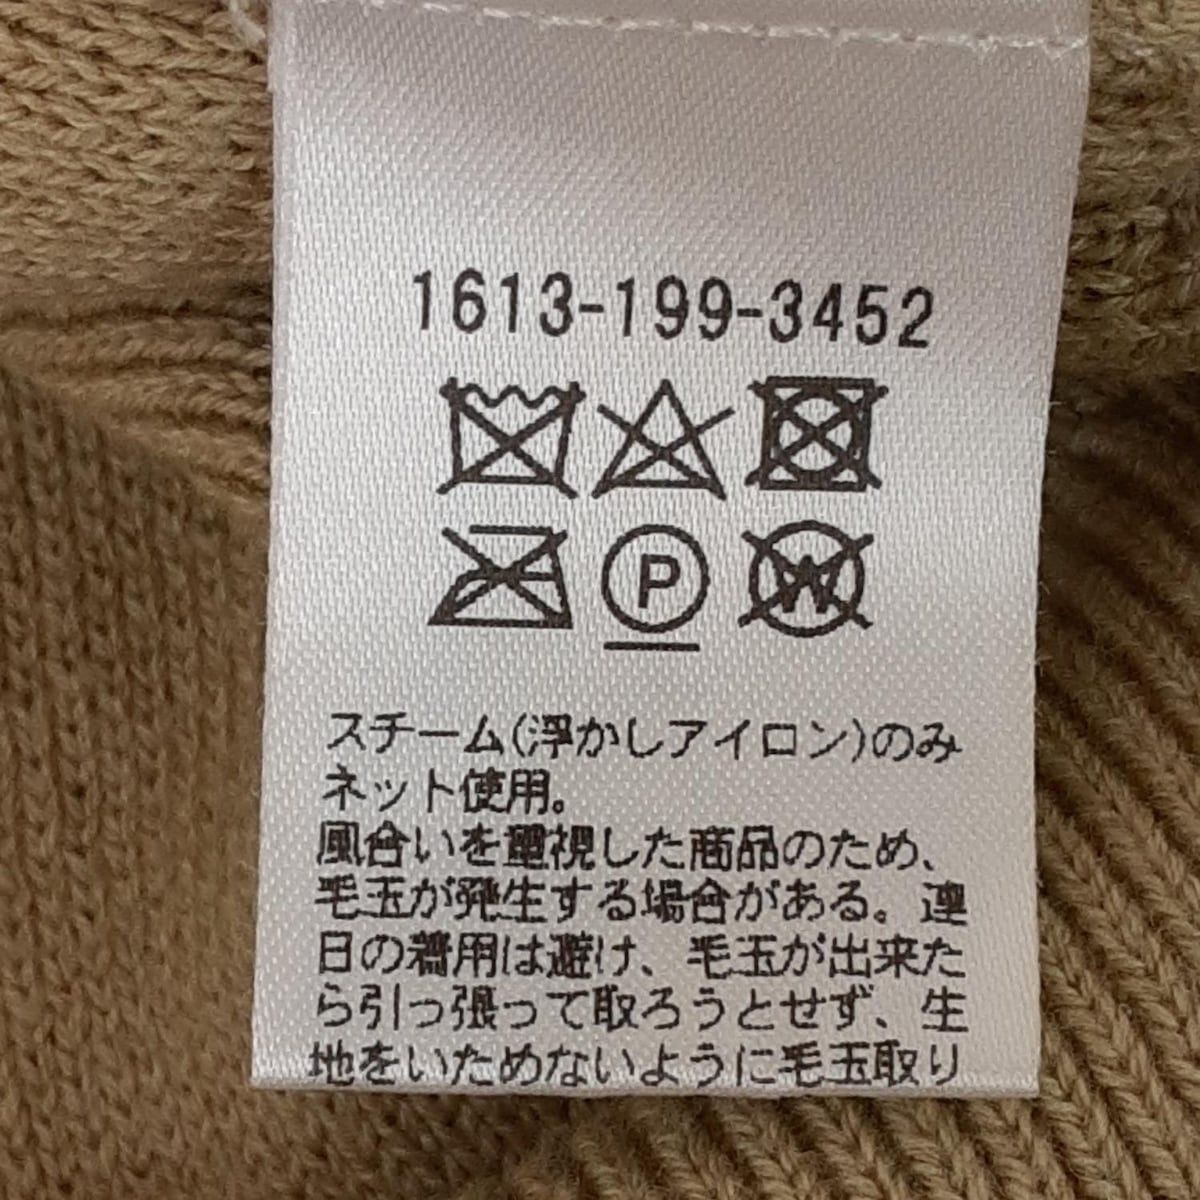 1613-199-3452
P
W
スチーム(浮かしアイロン)のみ
ネット使用。
風合いを重視した商品のため、
毛玉が発生する場合がある。連
日の着用は避け、毛玉が出来た
ら引っ張って取ろうとせず、生
地をいためないように毛玉取り